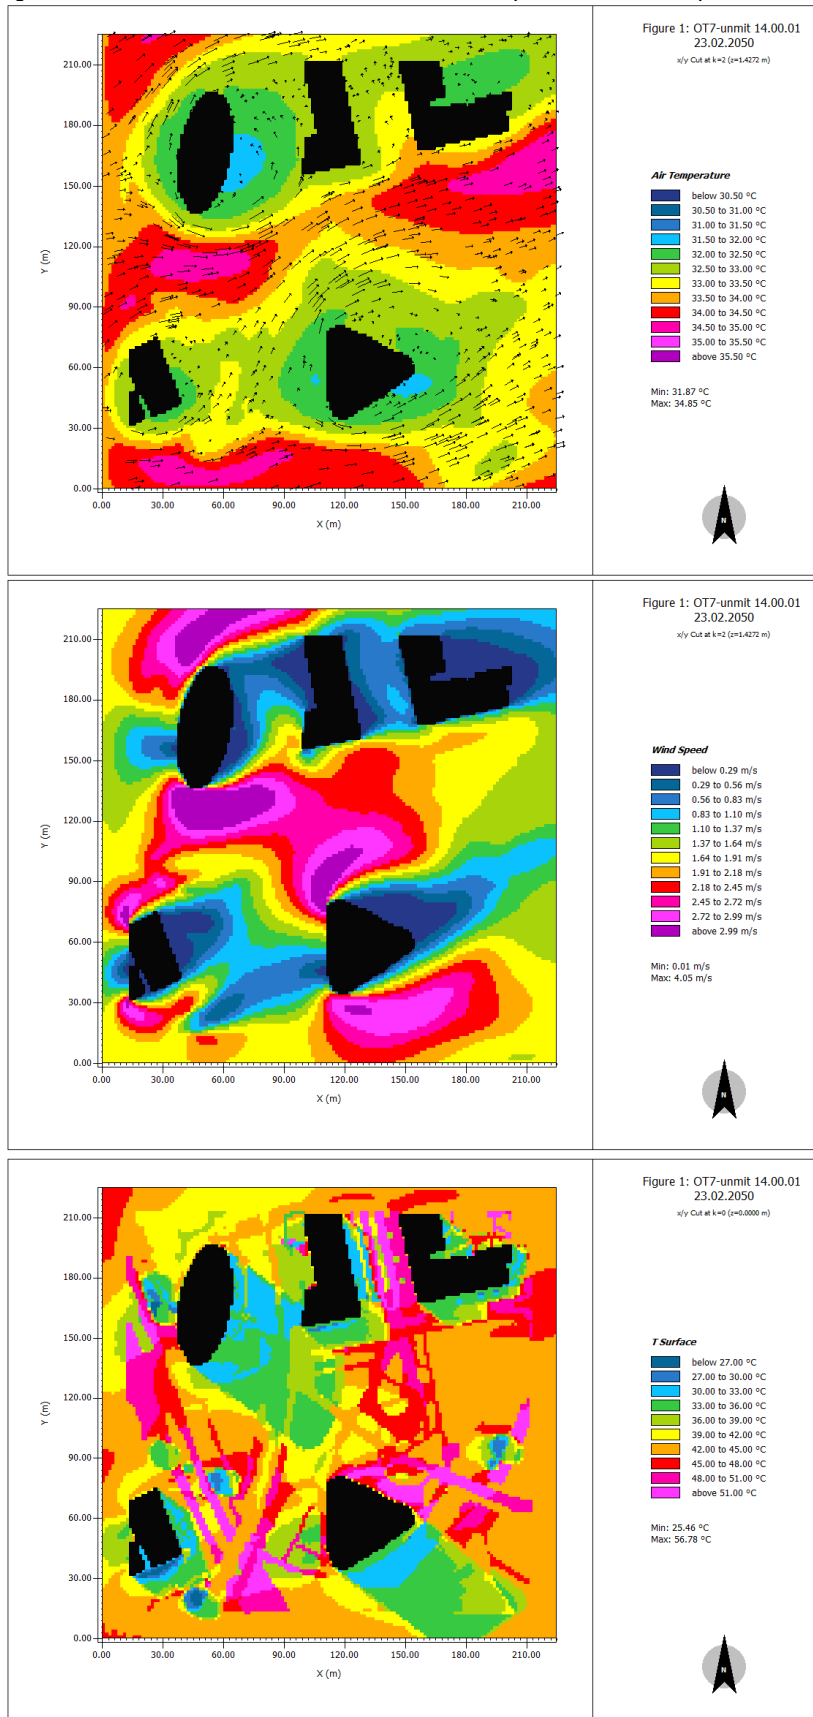 Figure 1: OT7-unmit 14.00.01
23.02.2050
x/y Cut at k=2 (z=1.4272 m)
210.00
180.00
150.00
120.00
90.00
60.00
30.00
0.00
Y (m)
0.00 30.00 60.00 90.00 120.00 150.00 180.00 210.00
X (m)
Air Temperature
below 30.50 °C
30.50 to 31.00 °C
31.00 to 31.50 °C
31.50 to 32.00 °C
32.00 to 32.50 °C
32.50 to 33.00 °C
33.00 to 33.50 °C
33.50 to 34.00 °C
34.00 to 34.50 °C
34.50 to 35.00 °C
35.00 to 35.50 °C
above 35.50 °C
Min: 31.87 °C
Max: 34.85 °C
N
Figure 1: OT7-unmit 14.00.01
23.02.2050
x/y Cut at k=2 (z=1.4272 m)
210.00
180.00
150.00
120.00
90.00
60.00
30.00
0.00
Y (m)
0.00 30.00 60.00 90.00 120.00 150.00 180.00 210.00
X (m)
Wind Speed
below 0.29 m/s
0.29 to 0.56 m/s
0.56 to 0.83 m/s
0.83 to 1.10 m/s
1.10 to 1.37 m/s
1.37 to 1.64 m/s
1.64 to 1.91 m/s
1.91 to 2.18 m/s
2.18 to 2.45 m/s
2.45 to 2.72 m/s
2.72 to 2.99 m/s
above 2.99 m/s
Min: 0.01 m/s
Max: 4.05 m/s
N
Figure 1: OT7-unmit 14.00.01
23.02.2050
x/y Cut at k=0 (z=0.0000 m)
210.00
180.00
150.00
120.00
90.00
60.00
30.00
0.00
Y (m)
0.00 30.00 60.00 90.00 120.00 150.00 180.00 210.00
X (m)
T Surface
below 27.00 °C
27.00 to 30.00 °C
30.00 to 33.00 °C
33.00 to 36.00 °C
36.00 to 39.00 °C
39.00 to 42.00 °C
42.00 to 45.00 °C
45.00 to 48.00 °C
48.00 to 51.00 °C
above 51.00 °C
Min: 25.46 °C
Max: 56.78 °C
N